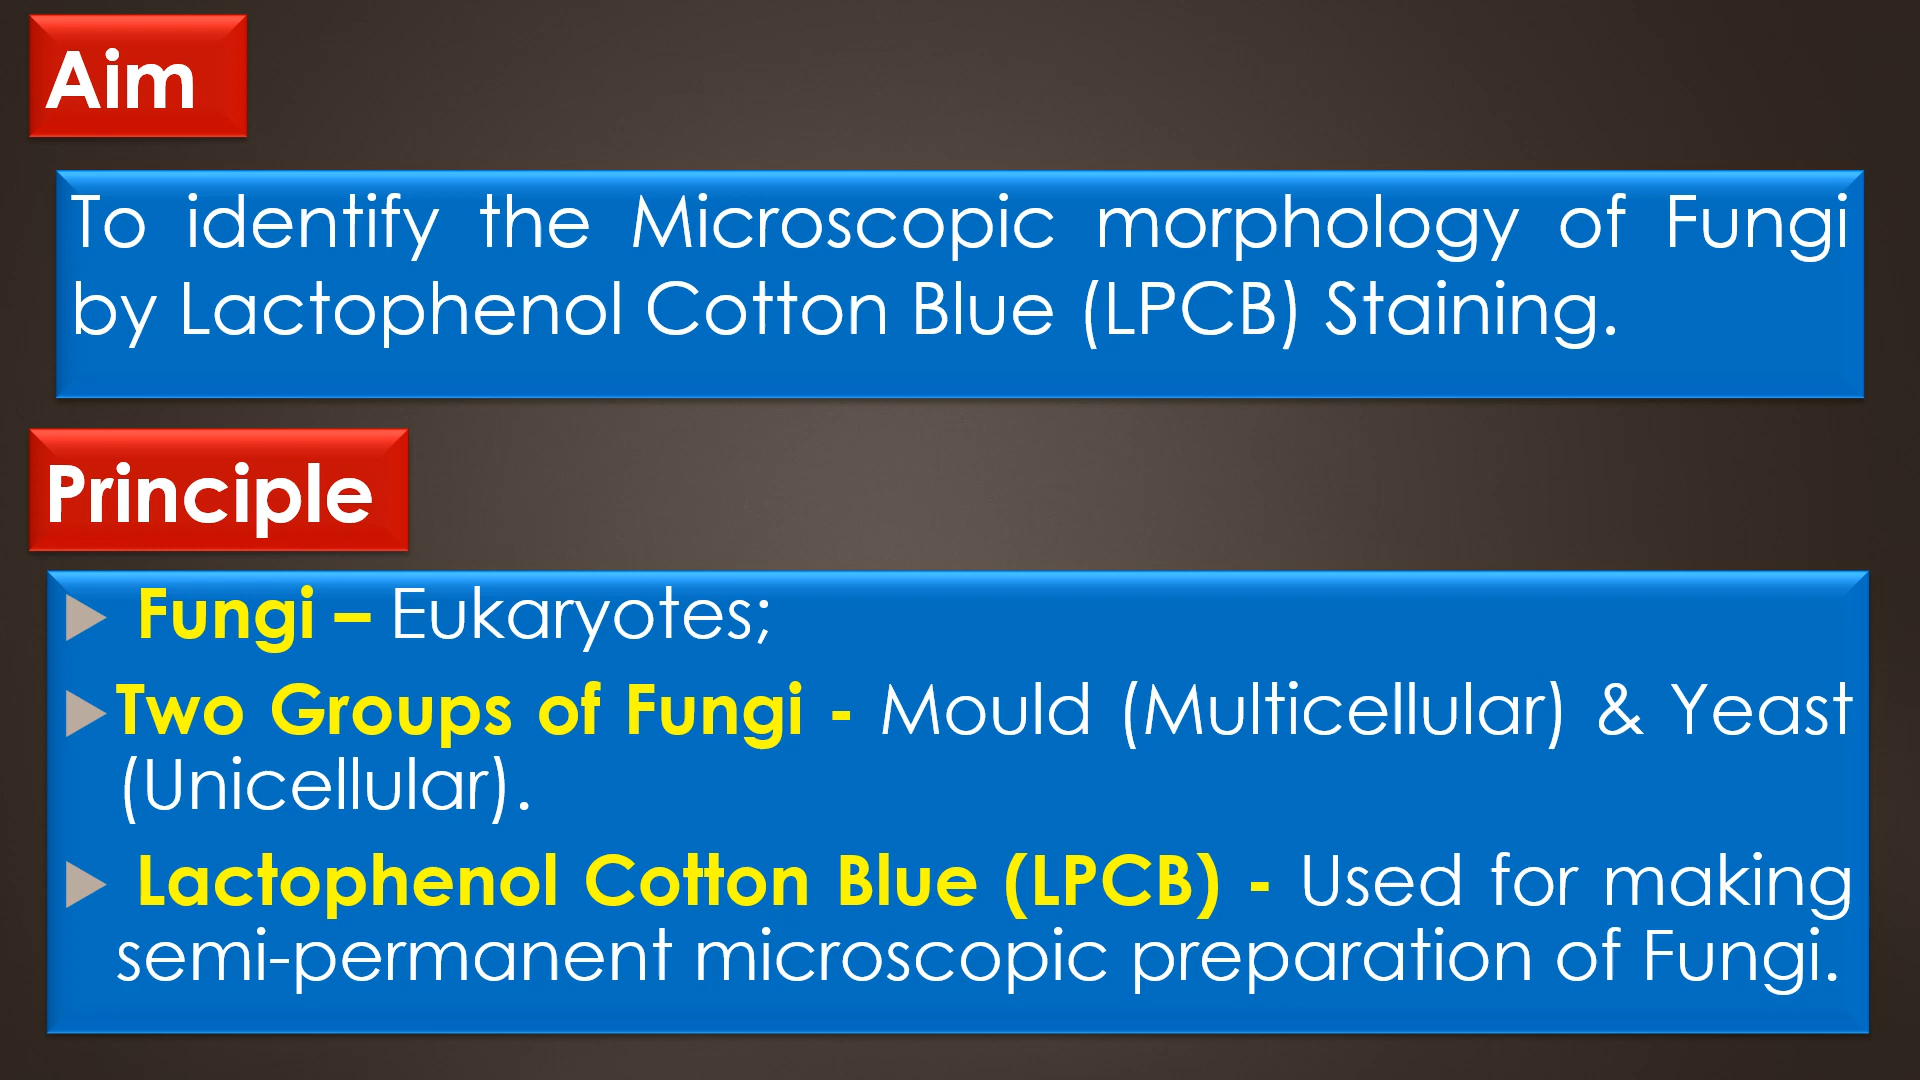 Aim
To identify the Microscopic morphology of Fungi
by Lactophenol Cotton Blue (LPCB) Staining.
Principle
Fungi – Eukaryotes;
Two Groups of Fungi - Mould (Multicellular) & Yeast
(Unicellular).
Lactophenol Cotton Blue (LPCB) - Used for making
semi-permanent microscopic preparation of Fungi.